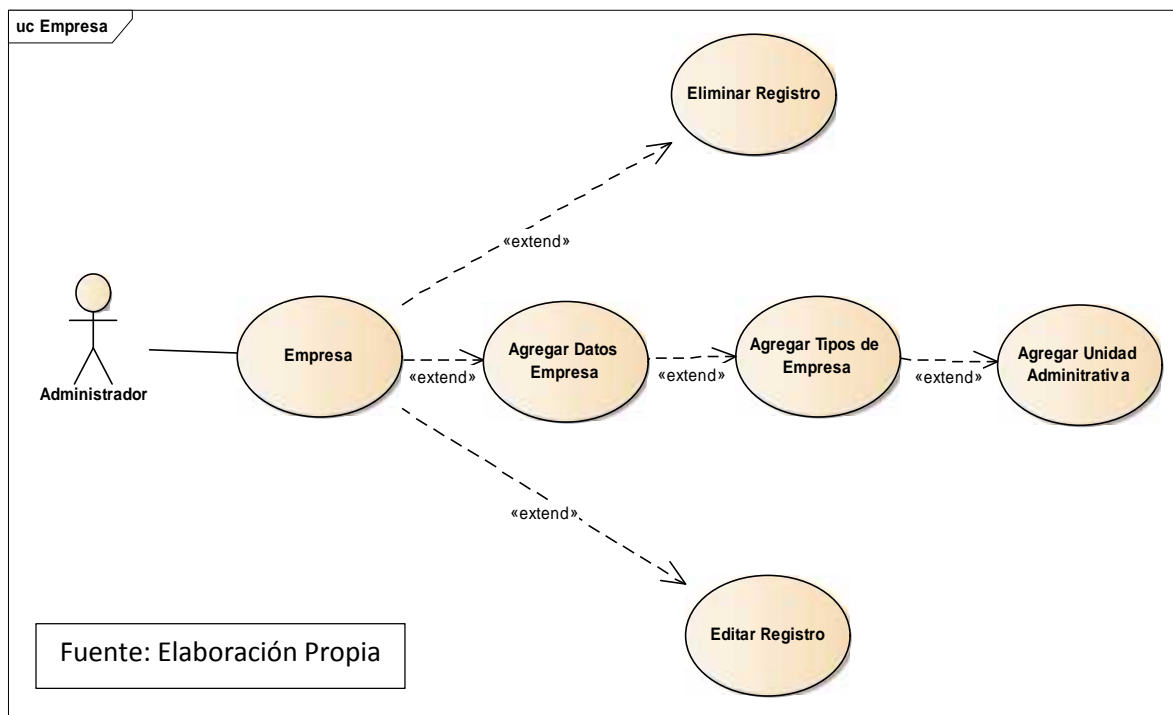 uc Empresa
Eliminar Registro
«extend»
Administrador
Empresa
«extend»
Agregar Datos
Empresa
«extend»
Agregar Tipos de
Empresa
«extend»
Agregar Unidad
Adminitrativa
«extend»
Editar Registro
Fuente: Elaboración Propia